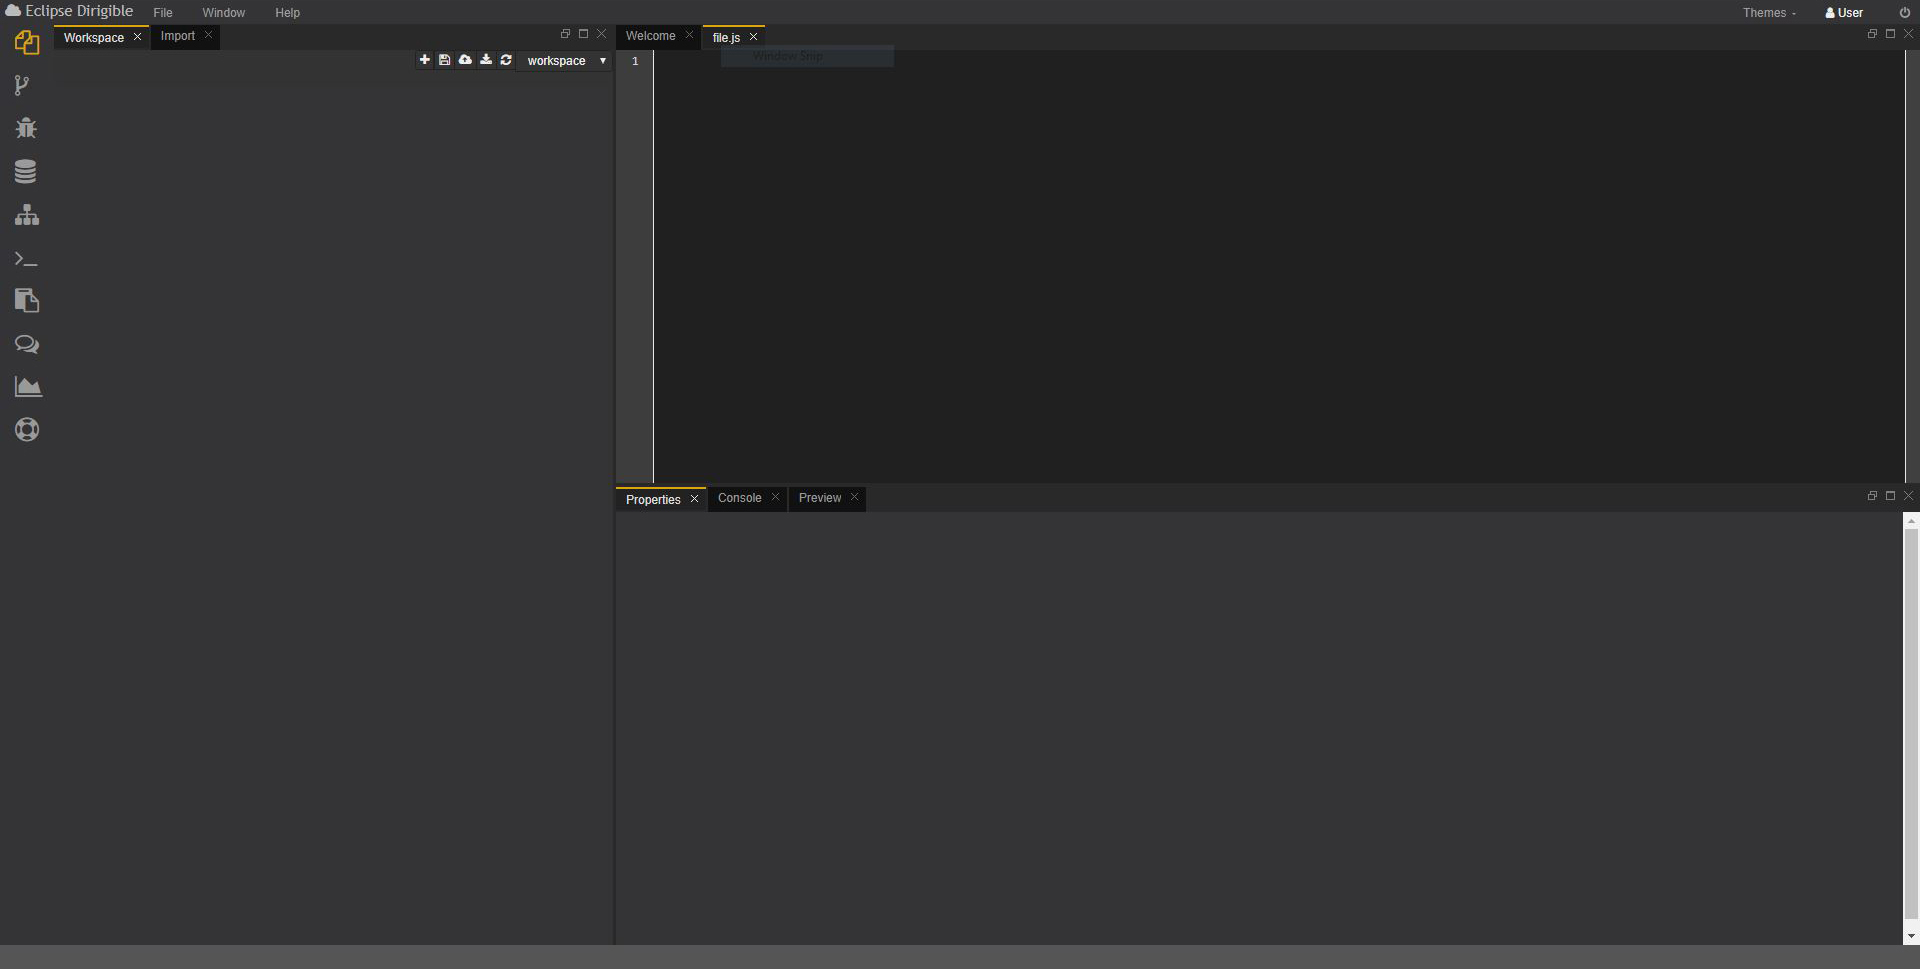 Eclipse Dirigible File Window Help Themes User
Workspace Import Welcome file.js
Window Snip
workspace 1
Properties Console Preview